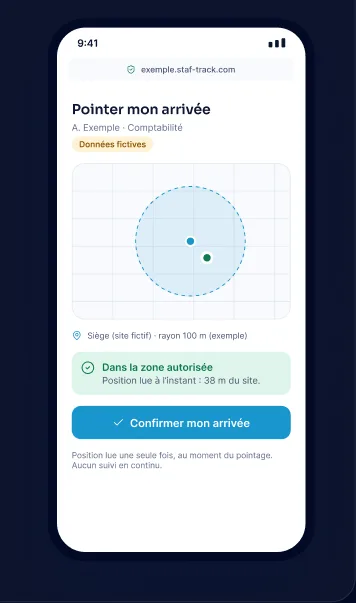 9:41
exemple.staf-track.com
Pointer mon arrivée
A. Exemple · Comptabilité
Données fictives
Siège (site fictif) · rayon 100 m (exemple)
Dans la zone autorisée
Position lue à l'instant : 38 m du site.
Confirmer mon arrivée
Position lue une seule fois, au moment du pointage.
Aucun suivi en continu.